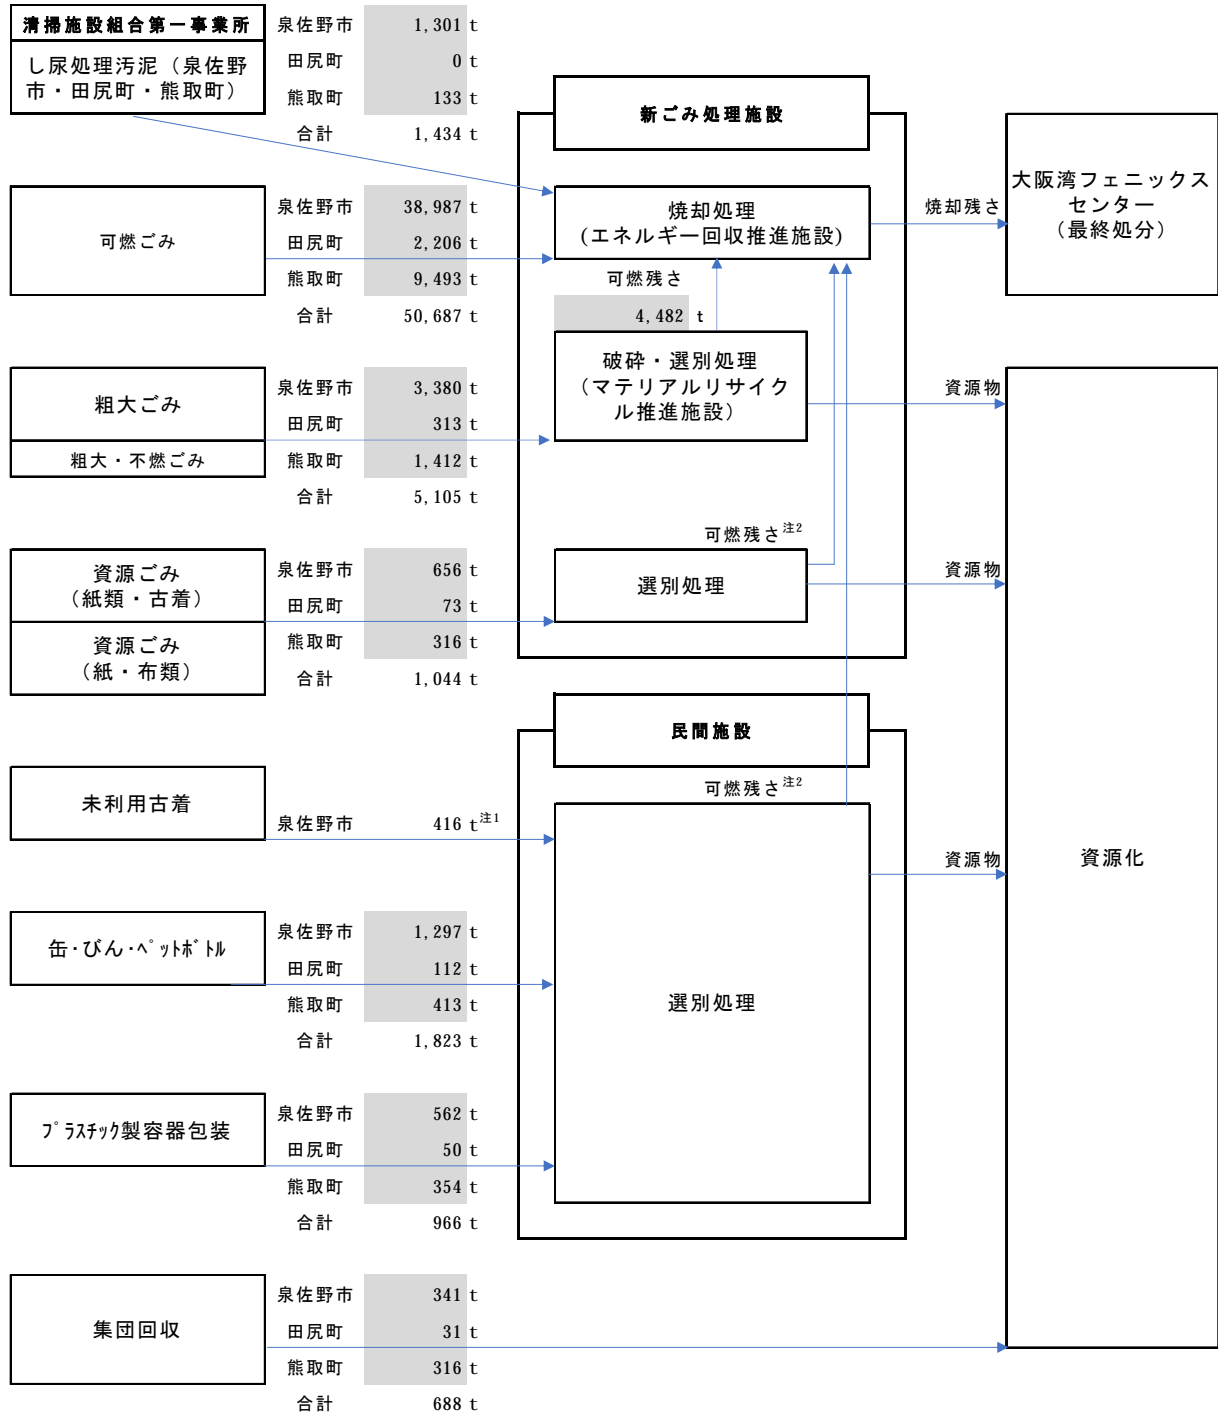 清掃施設組合第一事業所
し尿処理汚泥（泉佐野
市・田尻町・熊取町）
泉佐野市 1,301 t
田尻町 0 t
熊取町 133 t
合計 1,434 t
新ごみ処理施設
可燃ごみ
泉佐野市 38,987 t
田尻町 2,206 t
熊取町 9,493 t
合計 50,687 t
焼却処理
(エネルギー回収推進施設)
焼却残さ
大阪湾フェニックス
センター
（最終処分）
可燃残さ
4,482 t
粗大ごみ
粗大・不燃ごみ
泉佐野市 3,380 t
田尻町 313 t
熊取町 1,412 t
合計 5,105 t
破砕・選別処理
（マテリアルリサイク
ル推進施設）
資源物
資源ごみ
（紙類・古着）
資源ごみ
（紙・布類）
泉佐野市 656 t
田尻町 73 t
熊取町 316 t
合計 1,044 t
可燃残さ注2
選別処理
資源物
民間施設
可燃残さ注2
未利用古着
泉佐野市 416 t注1
缶・びん・ﾍﾟｯﾄﾎﾞﾄﾙ
泉佐野市 1,297 t
田尻町 112 t
熊取町 413 t
合計 1,823 t
選別処理
資源物
資源化
ﾌﾟﾗｽﾁｯｸ製容器包装
泉佐野市 562 t
田尻町 50 t
熊取町 354 t
合計 966 t
集団回収
泉佐野市 341 t
田尻町 31 t
熊取町 316 t
合計 688 t